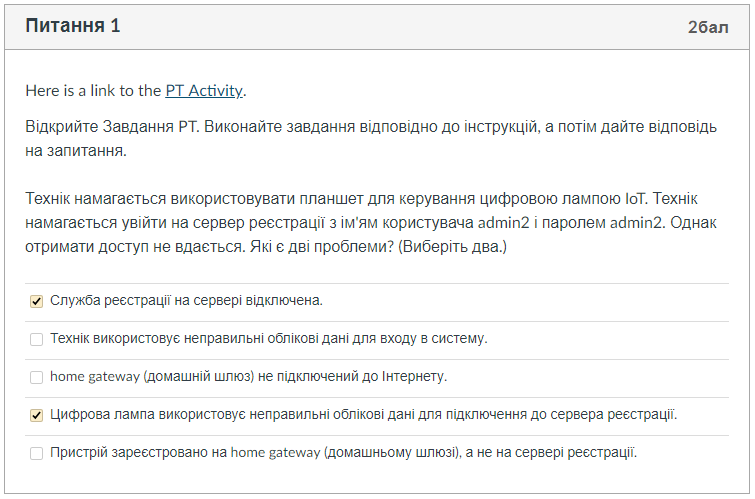 Питання 1
2бал
Here is a link to the PT Activity.
Відкрийте Завдання PT. Виконайте завдання відповідно до інструкцій, а потім дайте відповідь
на запитання.
Технік намагається використовувати планшет для керування цифровою лампою IoT. Технік
намагається увійти на сервер реєстрації з ім'ям користувача admin2 і паролем admin2. Однак
отримати доступ не вдається. Які є дві проблеми? (Виберіть два.)
Служба реєстрації на сервері відключена.
Технік використовує неправильні облікові дані для входу в систему.
home gateway (домашній шлюз) не підключений до Інтернету.
Цифрова лампа використовує неправильні облікові дані для підключення до сервера реєстрації.
Пристрій зареєстровано на home gateway (домашньому шлюзі), а не на сервері реєстрації.